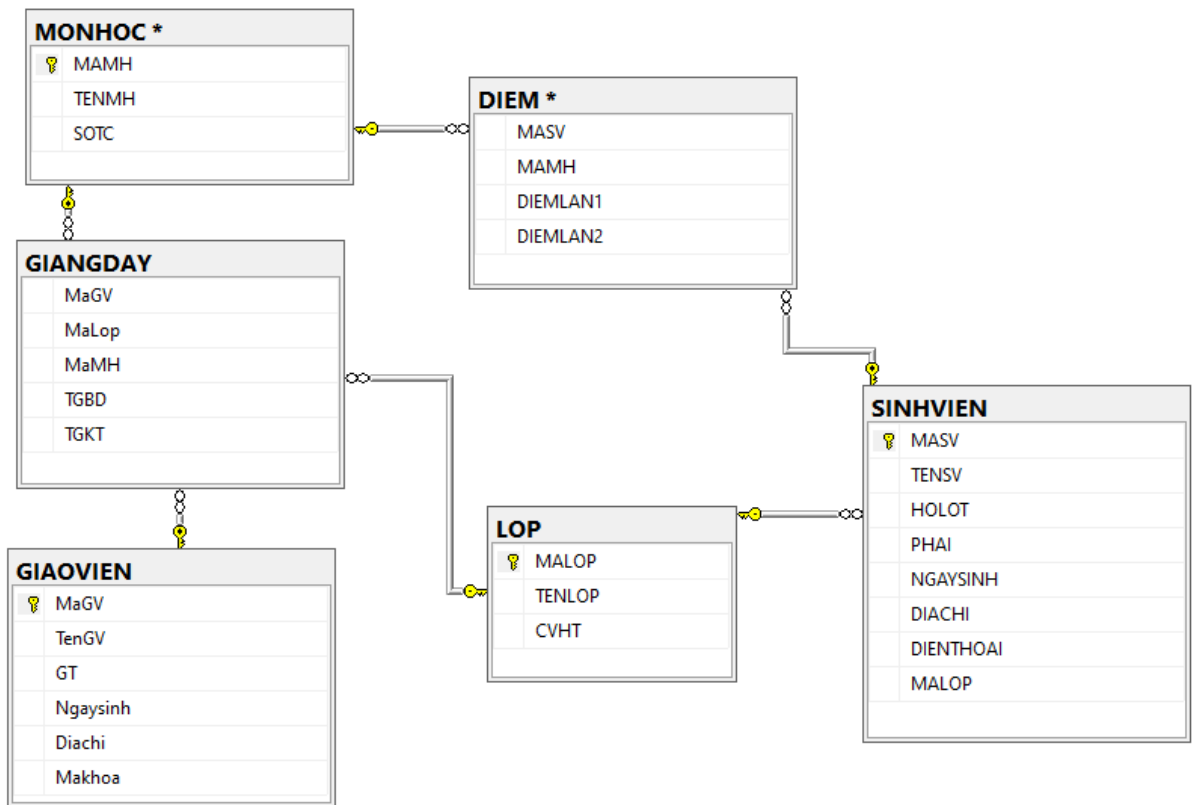 MONHOC *
MAMH
TENMH
SOTC
DIEM *
MASV
MAMH
DIEMLAN1
DIEMLAN2
GIANGDAY
MaGV
MaLop
MaMH
TGBD
TGKT
SINHVIEN
MASV
TENSV
HOLOT
PHAI
NGAYSINH
DIACHI
DIENTHOAI
MALOP
LOP
MALOP
TENLOP
CVHT
GIAOVIEN
MaGV
TenGV
GT
Ngaysinh
Diachi
Makhoa